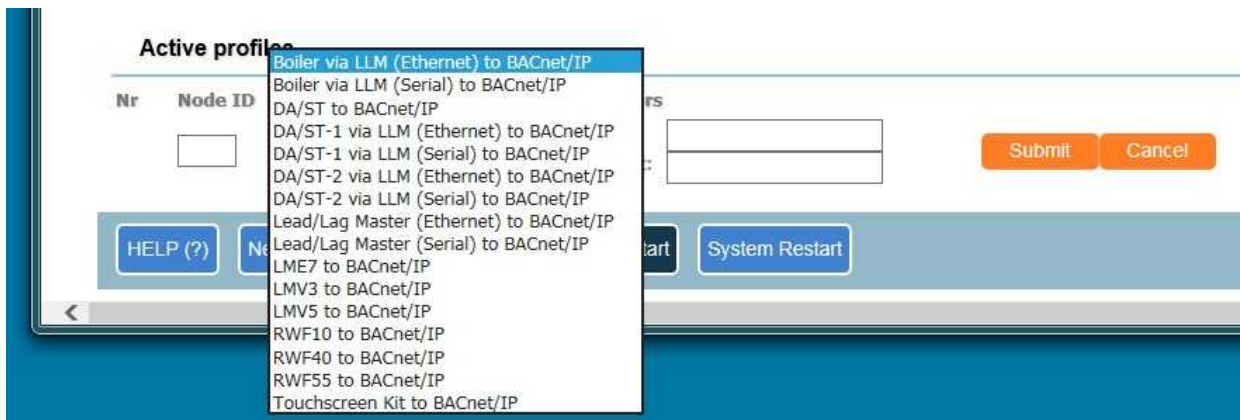 Active profiles
Boiler via LLM (Ethernet) to BACnet/IP
Boiler via LLM (Serial) to BACnet/IP
DA/ST to BACnet/IP
DA/ST-1 via LLM (Ethernet) to BACnet/IP
DA/ST-1 via LLM (Serial) to BACnet/IP
DA/ST-2 via LLM (Ethernet) to BACnet/IP
DA/ST-2 via LLM (Serial) to BACnet/IP
Lead/Lag Master (Ethernet) to BACnet/IP
Lead/Lag Master (Serial) to BACnet/IP
LME7 to BACnet/IP
LMV3 to BACnet/IP
LMV5 to BACnet/IP
RWF10 to BACnet/IP
RWF40 to BACnet/IP
RWF55 to BACnet/IP
Touchscreen Kit to BACnet/IP
Nr Node ID
Submit Cancel
HELP (?) System Restart